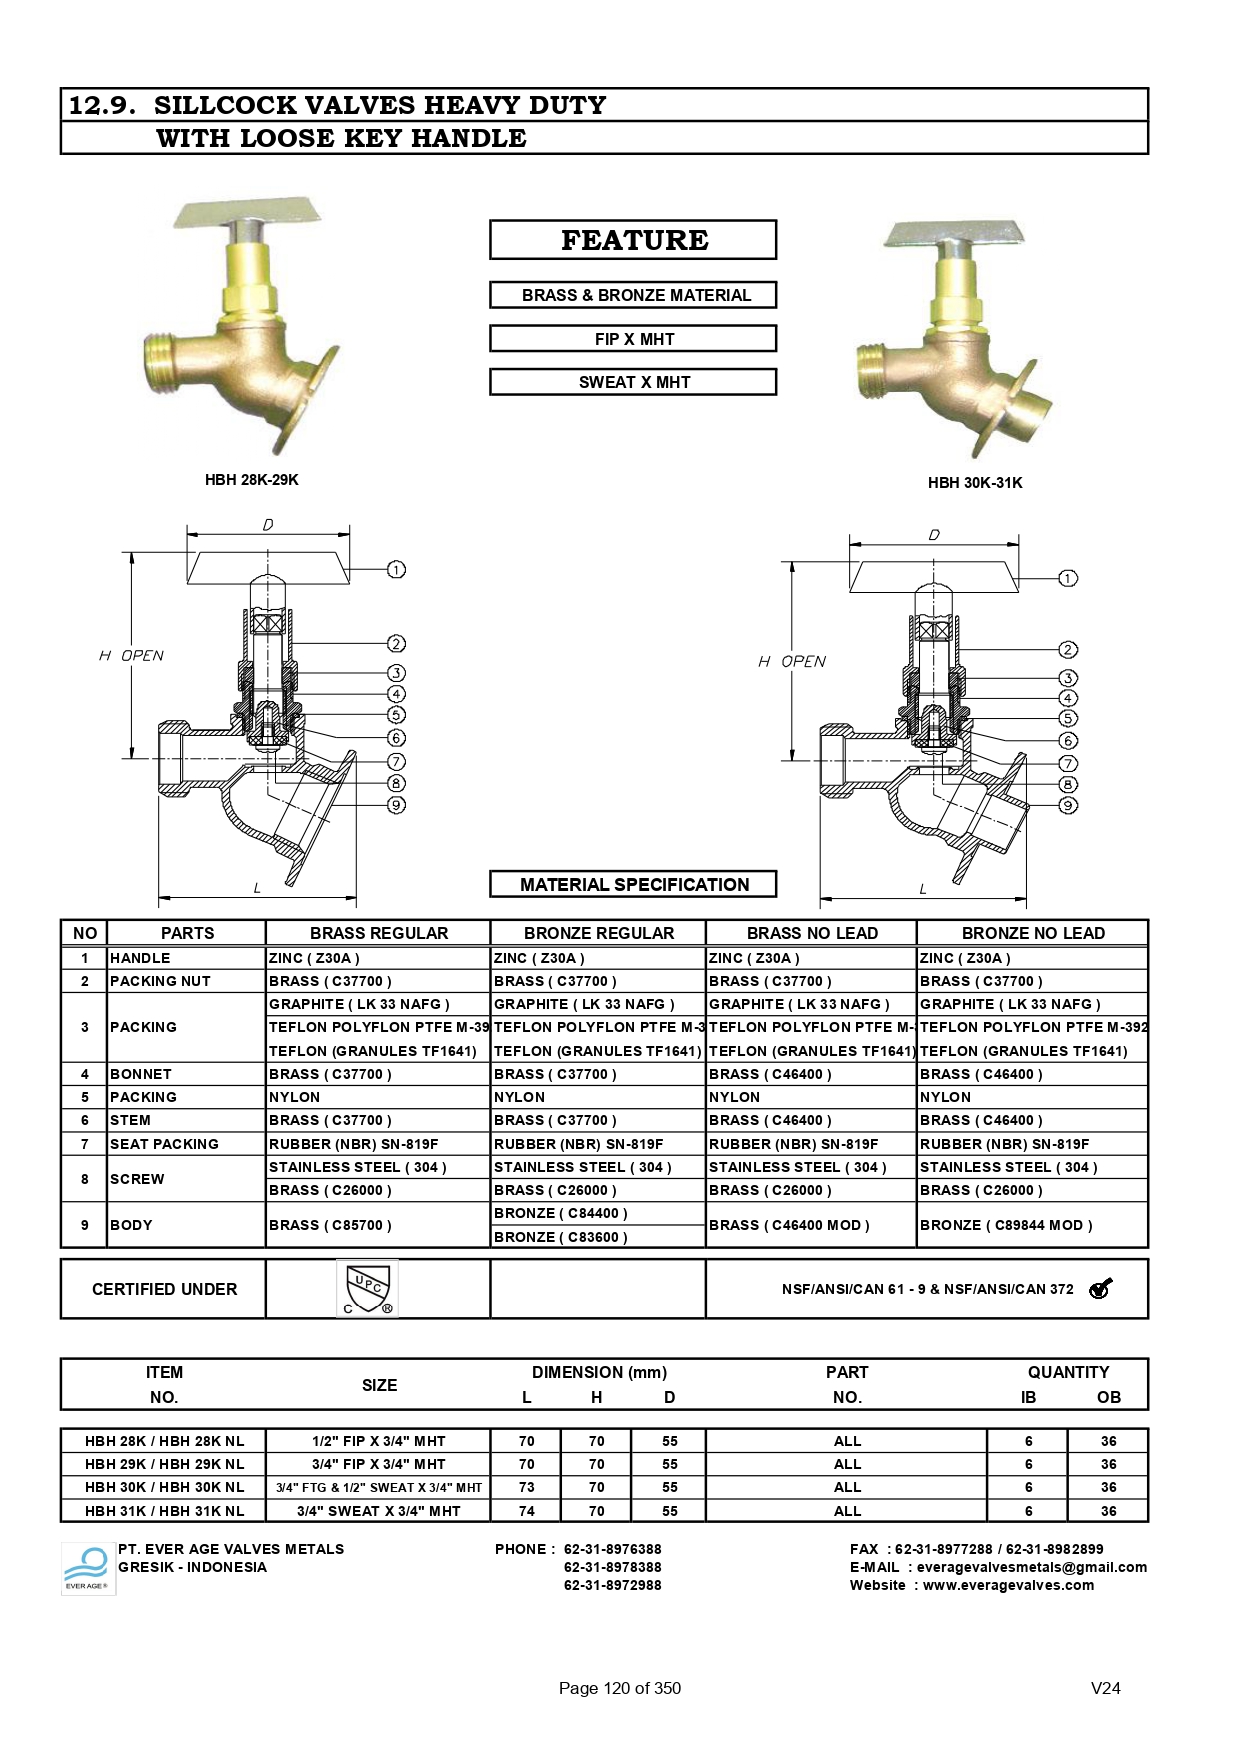 12.9. SILLCOCK VALVES HEAVY DUTY
WITH LOOSE KEY HANDLE
FEATURE
BRASS & BRONZE MATERIAL
FIP X MHT
SWEAT X MHT
HBH 28K-29K
HBH 30K-31K
D
H OPEN
1
2
3
4
5
6
7
8
9
L
D
H OPEN
1
2
3
4
5
6
7
8
9
L
MATERIAL SPECIFICATION
NO PARTS BRASS REGULAR BRONZE REGULAR BRASS NO LEAD BRONZE NO LEAD
1 HANDLE ZINC ( Z30A ) ZINC ( Z30A ) ZINC ( Z30A ) ZINC ( Z30A )
2 PACKING NUT BRASS ( C37700 ) BRASS ( C37700 ) BRASS ( C37700 ) BRASS ( C37700 )
GRAPHITE ( LK 33 NAFG ) GRAPHITE ( LK 33 NAFG ) GRAPHITE ( LK 33 NAFG ) GRAPHITE ( LK 33 NAFG )
3 PACKING TEFLON POLYFLON PTFE M-39 TEFLON POLYFLON PTFE M-3 TEFLON POLYFLON PTFE M- TEFLON POLYFLON PTFE M-392
TEFLON (GRANULES TF1641) TEFLON (GRANULES TF1641) TEFLON (GRANULES TF1641) TEFLON (GRANULES TF1641)
4 BONNET BRASS ( C37700 ) BRASS ( C37700 ) BRASS ( C46400 ) BRASS ( C46400 )
5 PACKING NYLON NYLON NYLON NYLON
6 STEM BRASS ( C37700 ) BRASS ( C37700 ) BRASS ( C46400 ) BRASS ( C46400 )
7 SEAT PACKING RUBBER (NBR) SN-819F RUBBER (NBR) SN-819F RUBBER (NBR) SN-819F RUBBER (NBR) SN-819F
8 SCREW STAINLESS STEEL ( 304 ) STAINLESS STEEL ( 304 ) STAINLESS STEEL ( 304 ) STAINLESS STEEL ( 304 )
BRASS ( C26000 ) BRASS ( C26000 ) BRASS ( C26000 ) BRASS ( C26000 )
9 BODY BRASS ( C85700 ) BRONZE ( C84400 ) BRASS ( C46400 MOD ) BRONZE ( C89844 MOD )
BRONZE ( C83600 )
CERTIFIED UNDER UPC C ® NSF/ANSI/CAN 61 - 9 & NSF/ANSI/CAN 372
ITEM SIZE DIMENSION (mm) PART QUANTITY
NO. L H D NO. IB OB
HBH 28K / HBH 28K NL 1/2" FIP X 3/4" MHT 70 70 55 ALL 6 36
HBH 29K / HBH 29K NL 3/4" FIP X 3/4" MHT 70 70 55 ALL 6 36
HBH 30K / HBH 30K NL 3/4" FTG & 1/2" SWEAT X 3/4" MHT 73 70 55 ALL 6 36
HBH 31K / HBH 31K NL 3/4" SWEAT X 3/4" MHT 74 70 55 ALL 6 36
EVER AGE ®
PT. EVER AGE VALVES METALS PHONE : 62-31-8976388 FAX : 62-31-8977288 / 62-31-8982899
GRESIK - INDONESIA 62-31-8978388 E-MAIL : everagevalvesmetals@gmail.com
62-31-8972988 Website : www.everagevalves.com
Page 120 of 350 V24